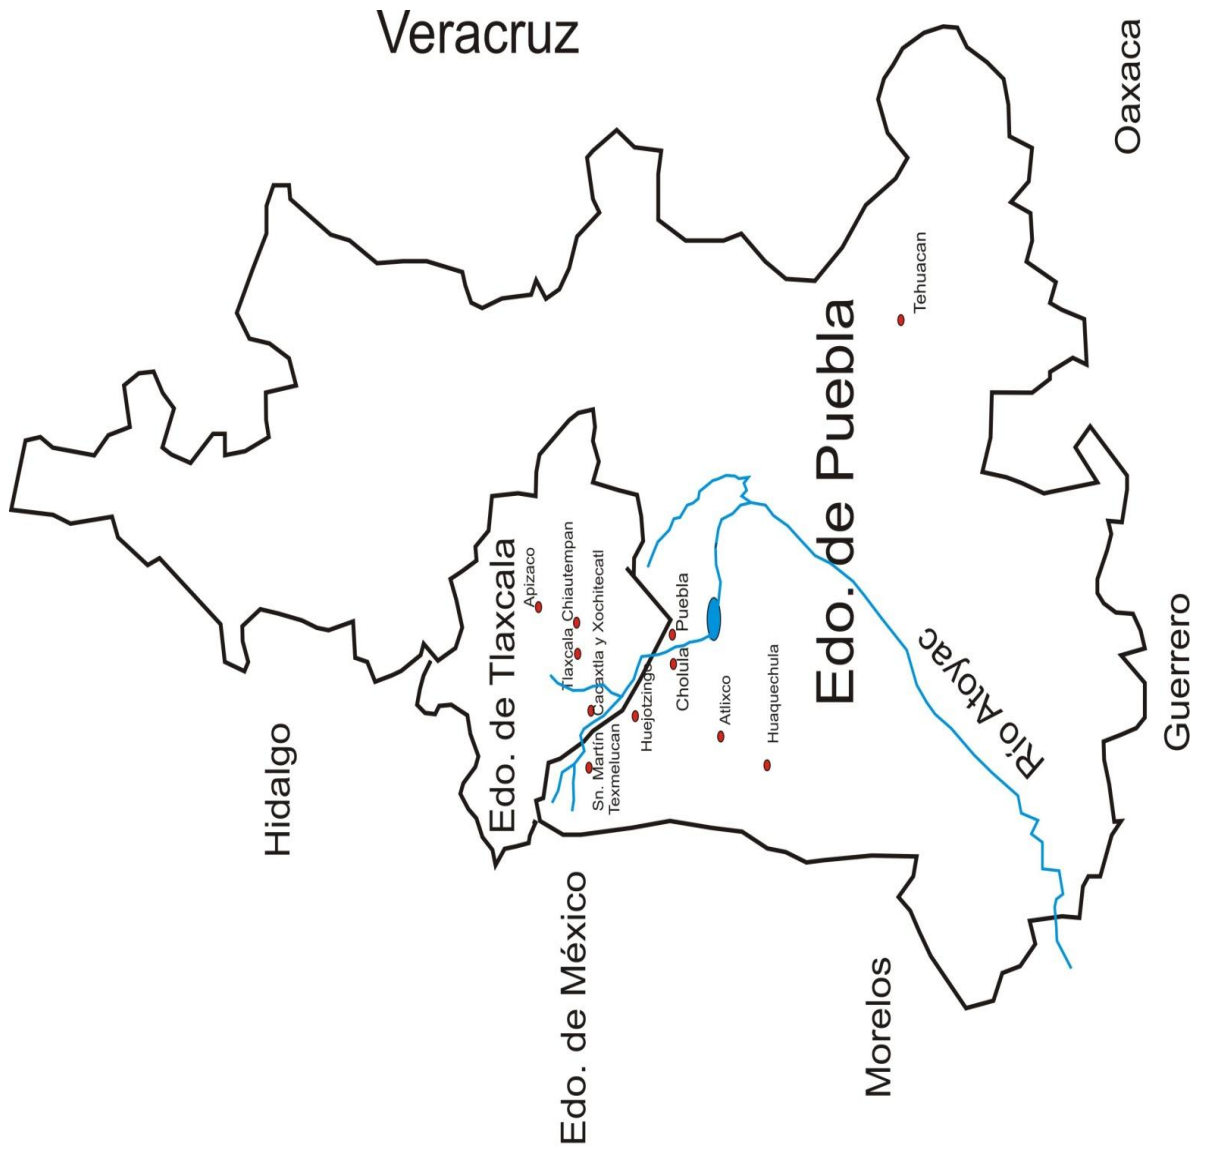 Veracruz
Oaxaca
Tehuacan
Edo. de Puebla
Apizaco
Chiautempan
Tlaxcala
Cacaxtla y Xochitecatl
Edo. de Tlaxcala
Puebla
Cholula
Huejotzingo
Atlixco
Huaquechula
Sn. Martín
Texmelucan
Río Atoyac
Guerrero
Hidalgo
Edo. de México
Morelos